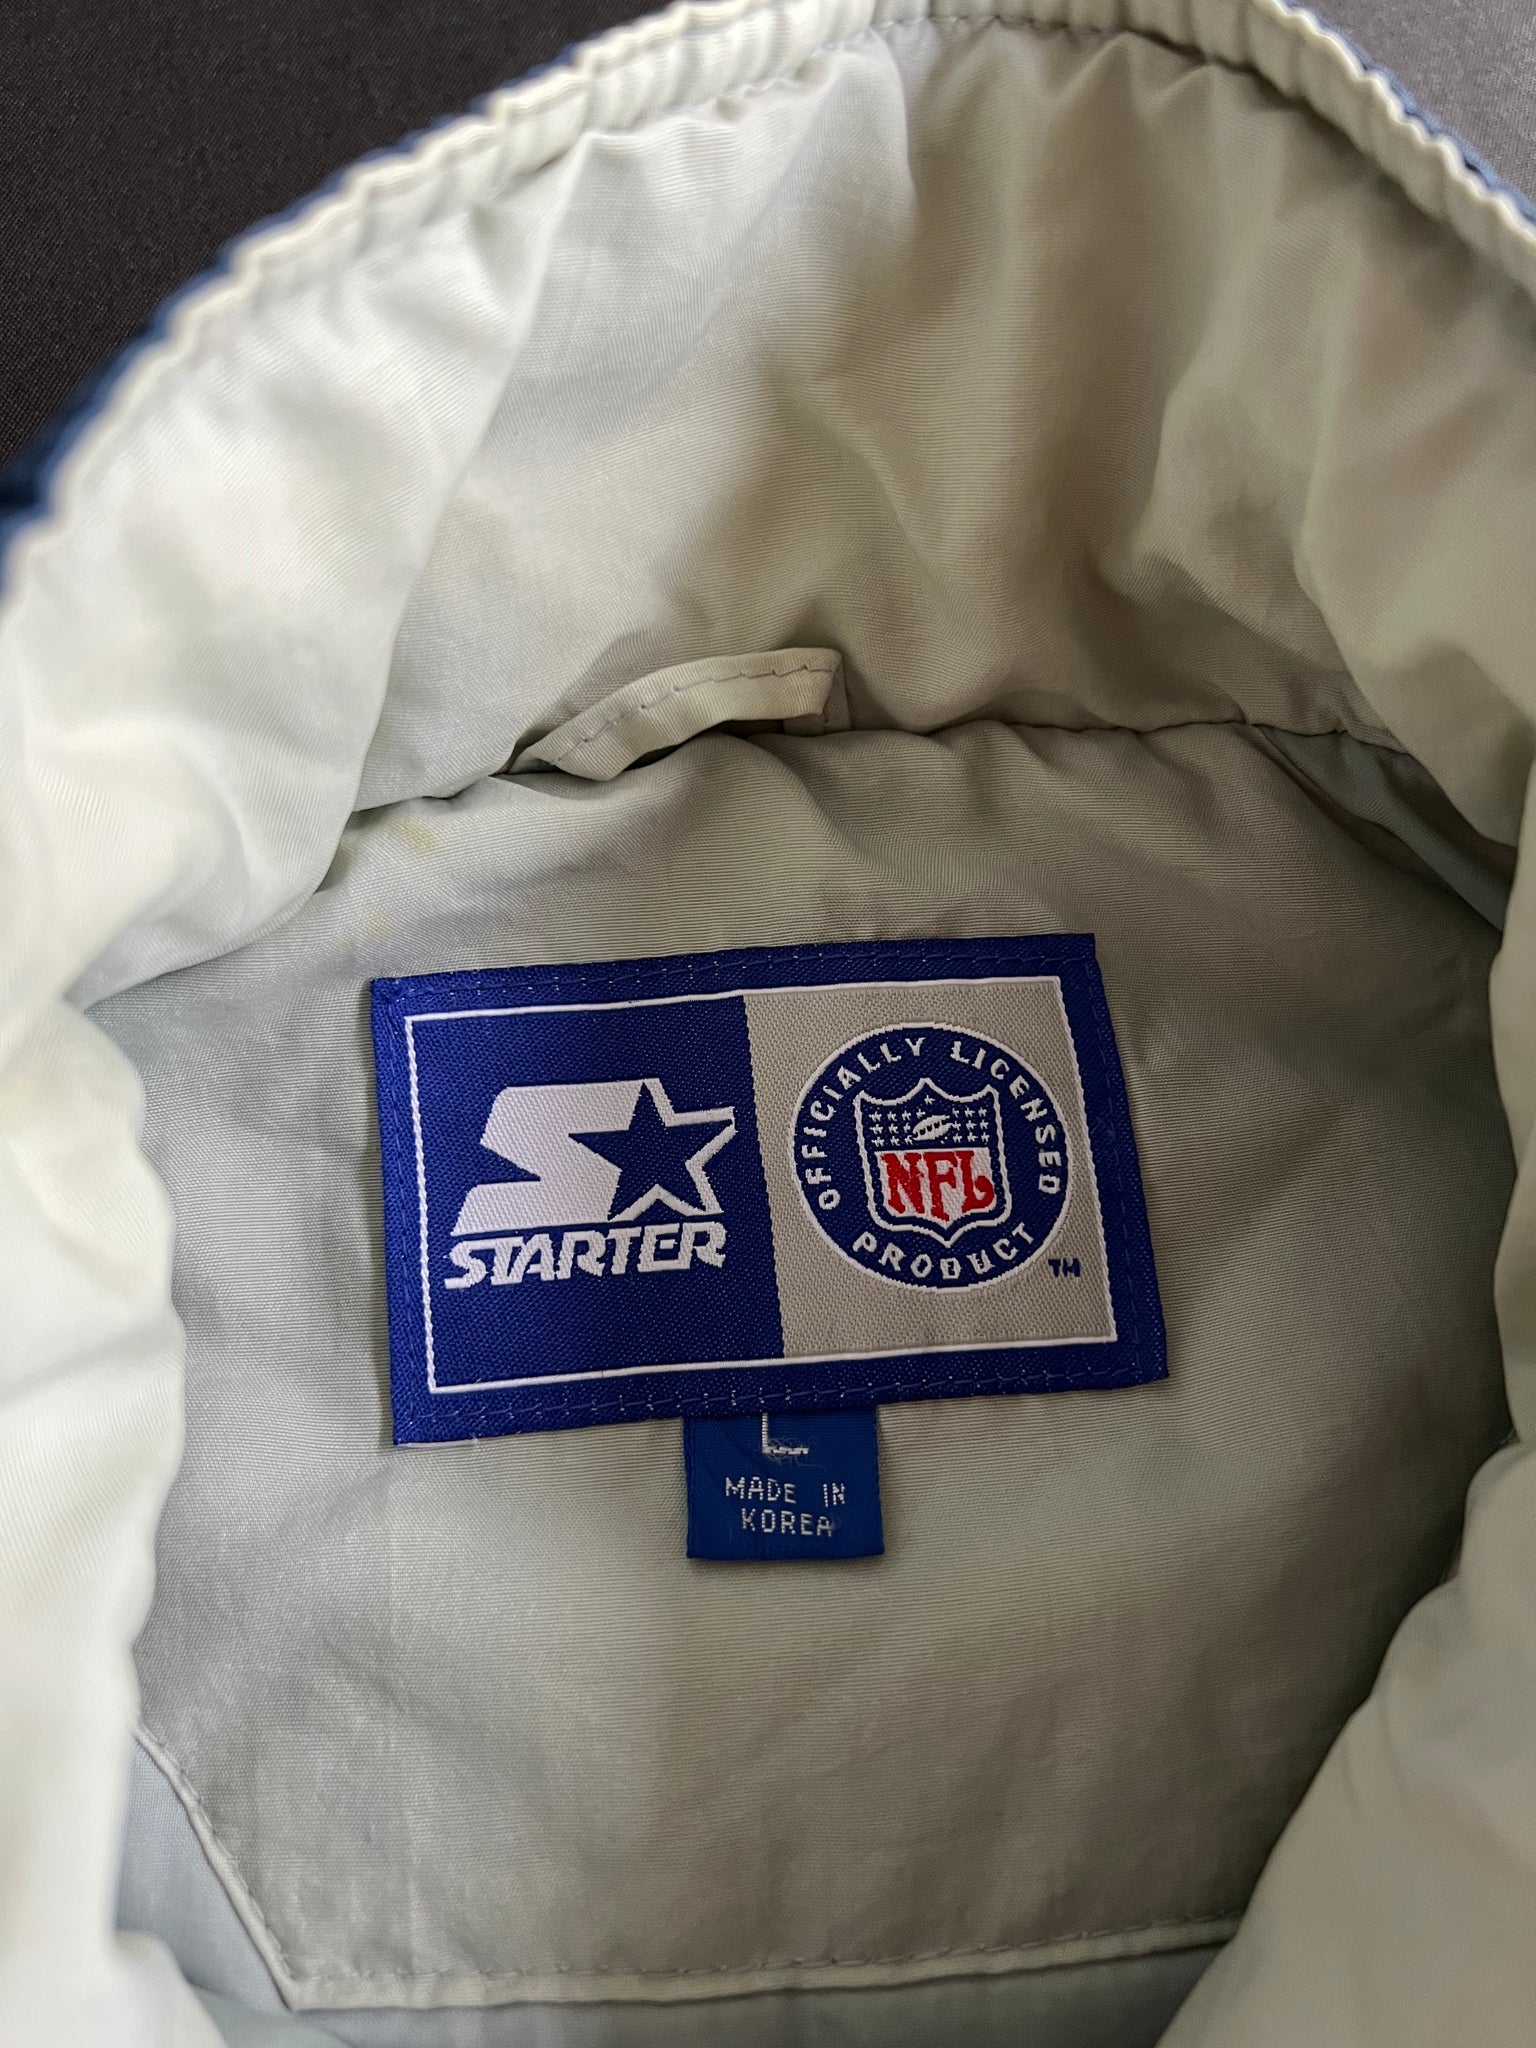 STARTER
OFFICIALLY LICENSED
NFL
PRODUCT
TM
L
MADE IN
KOREA